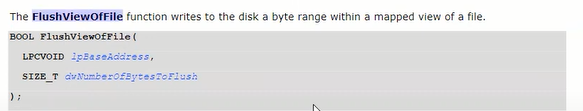 The FlushViewOfFile function writes to the disk a byte range within a mapped view of a file.
BOOL FlushViewOfFile(
LPCVOID lpBaseAddress,
SIZE_T dwNumberOfBytesToFlush
);